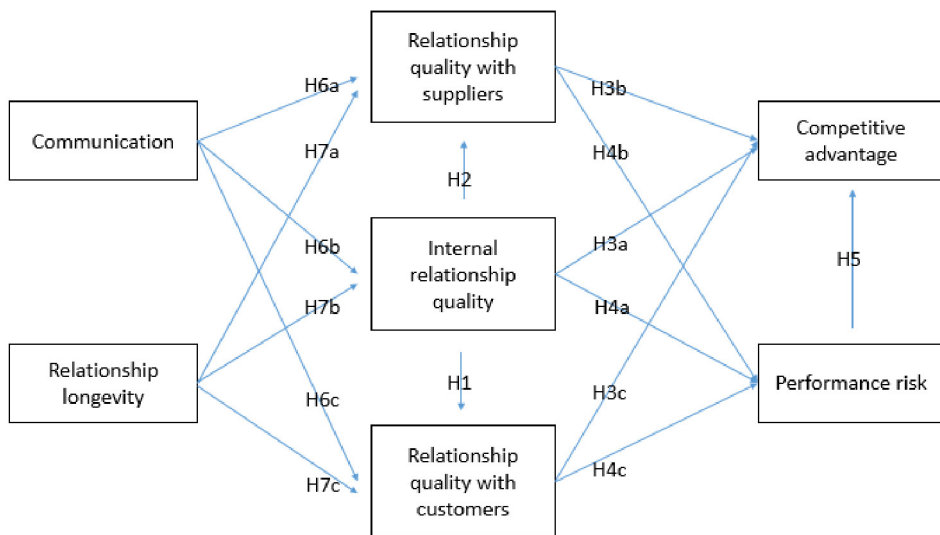 Relationship
quality with
suppliers
H6a
H3b
Communication
Competitive
advantage
H7a
H4b
H2
H6b
Internal
relationship
quality
H3a
H5
H7b
H4a
Relationship
longevity
H1
Performance risk
H6c
H3c
Relationship
quality with
customers
H7c
H4c